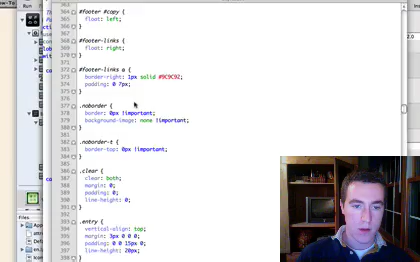 Run
363
364 #footer #copy {
365 float: left;
366 }
367
368 #footer-links {
369 float: right;
370 }
371
372 #footer-links a {
373 border-right: 1px solid #9C9C92;
374 padding: 0 7px;
375 }
376
377 .noborder {
378 border: 0px !important;
379 background-image: none !important;
380 }
381
382 .noborder-t {
383 border-top: 0px !important;
384 }
385
386 .clear {
387 clear: both;
388 margin: 0;
389 padding: 0;
390 line-height: 0;
391 }
392
393 .entry {
394 vertical-align: top;
395 margin: 3px 0 0 0;
396 padding: 0 0 15px 0;
397 line-height: 20px;
398 }
Files